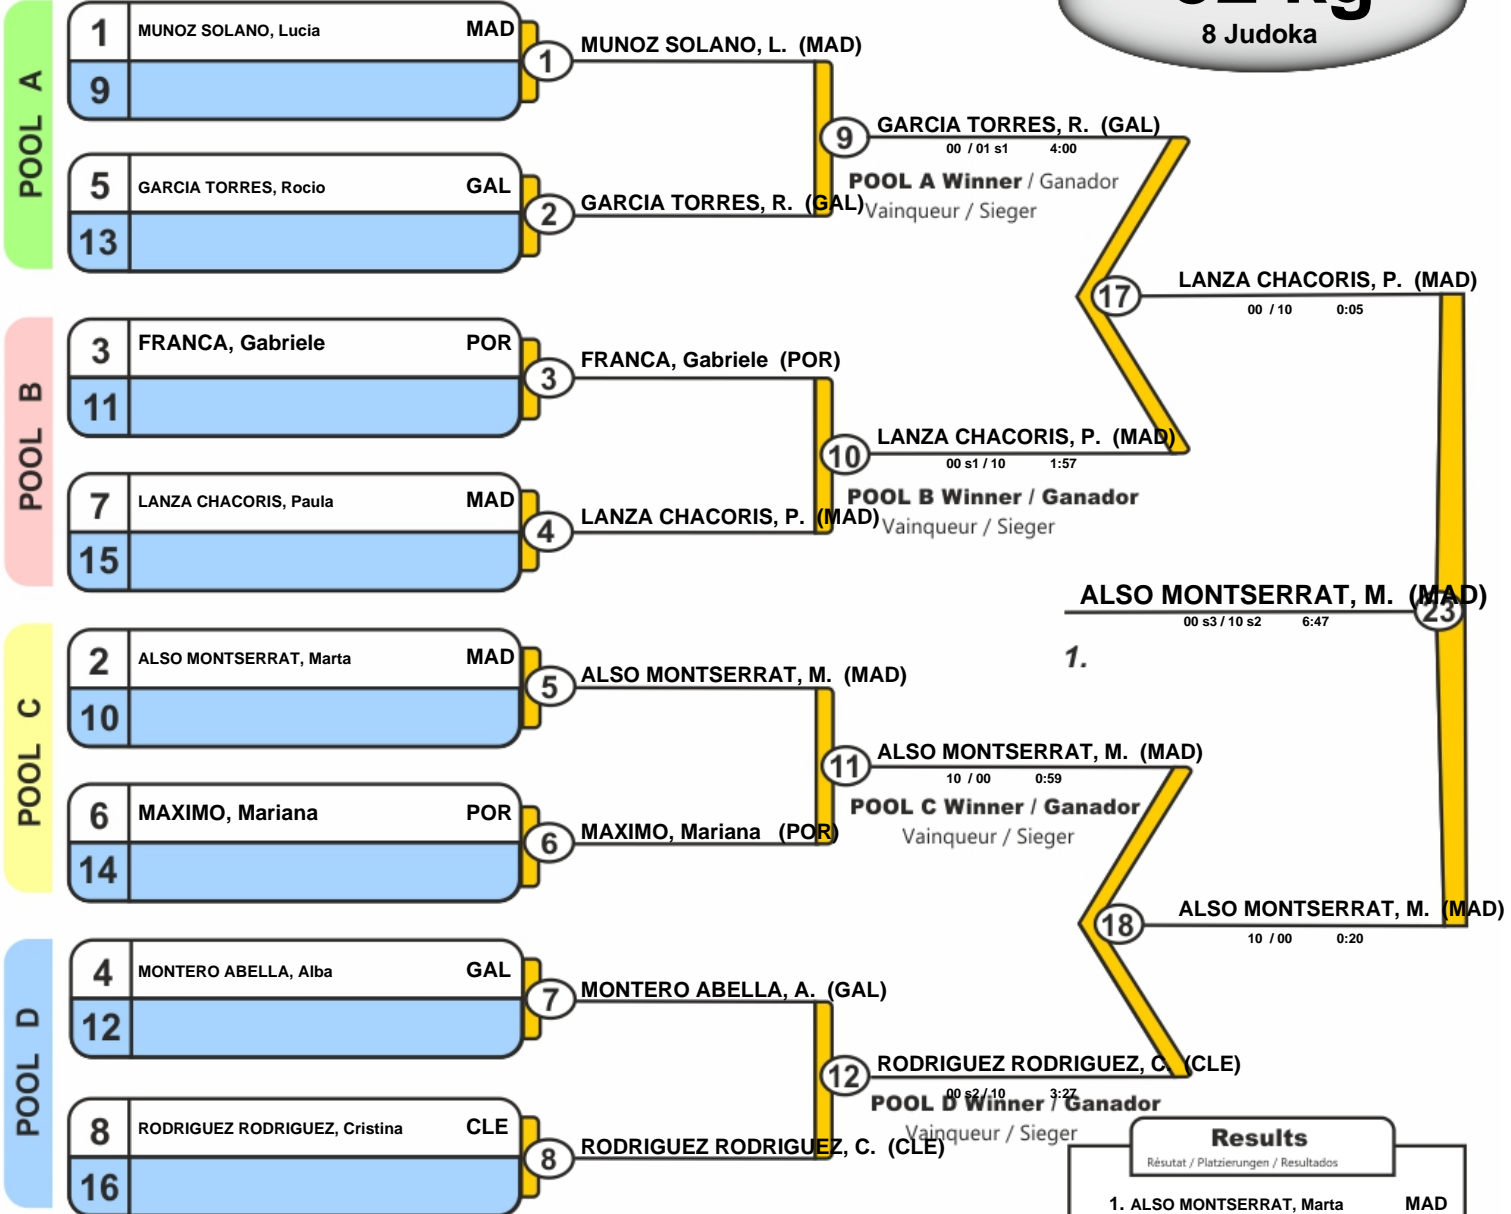 8 Judoka
POOL A
1 MUNOZ SOLANO, Lucia MAD
9
5 GARCIA TORRES, Rocio GAL
13
1 MUNOZ SOLANO, L. (MAD)
2 GARCIA TORRES, R. (GAL)
9 GARCIA TORRES, R. (GAL)
00 / 01 s1 4:00
POOL A Winner / Ganador
Vainqueur / Sieger
POOL B
3 FRANCA, Gabriele POR
11
7 LANZA CHACORIS, Paula MAD
15
3 FRANCA, Gabriele (POR)
4 LANZA CHACORIS, P. (MAD)
10 LANZA CHACORIS, P. (MAD)
00 s1 / 10 1:57
POOL B Winner / Ganador
Vainqueur / Sieger
17 LANZA CHACORIS, P. (MAD)
00 / 10 0:05
POOL C
2 ALSO MONTSERRAT, Marta MAD
10
6 MAXIMO, Mariana POR
14
5 ALSO MONTSERRAT, M. (MAD)
6 MAXIMO, Mariana (POR)
11 ALSO MONTSERRAT, M. (MAD)
10 / 00 0:59
POOL C Winner / Ganador
Vainqueur / Sieger
POOL D
4 MONTERO ABELLA, Alba GAL
12
8 RODRIGUEZ RODRIGUEZ, Cristina CLE
16
7 MONTERO ABELLA, A. (GAL)
8 RODRIGUEZ RODRIGUEZ, C. (CLE)
12 RODRIGUEZ RODRIGUEZ, C. (CLE)
00 s2 / 10 3:27
POOL D Winner / Ganador
Vainqueur / Sieger
18 ALSO MONTSERRAT, M. (MAD)
10 / 00 0:20
ALSO MONTSERRAT, M. (MAD)
23
00 s3 / 10 s2 6:47
1.
Results
Résutat / Platzierungen / Resultados
1. ALSO MONTSERRAT, Marta MAD